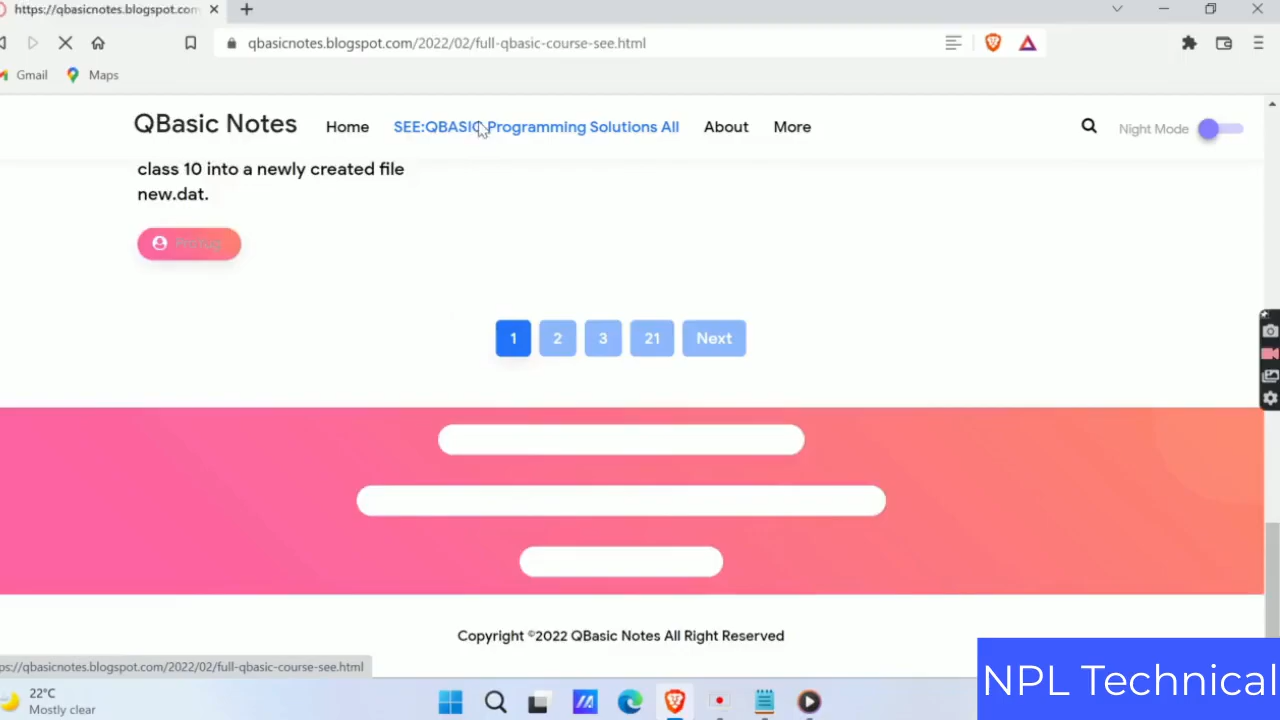 https://qbasicnotes.blogspot.com
qbasicnotes.blogspot.com/2022/02/full-qbasic-course-see.html
Gmail
Maps
QBasic Notes
Home
SEE:QBASIC Programming Solutions All
About
More
Night Mode
class 10 into a newly created file
new.dat.
1
2
3
21
Next
Copyright ©2022 QBasic Notes All Right Reserved
ps://qbasicnotes.blogspot.com/2022/02/full-qbasic-course-see.html
NPL Technical
22°C
Mostly clear